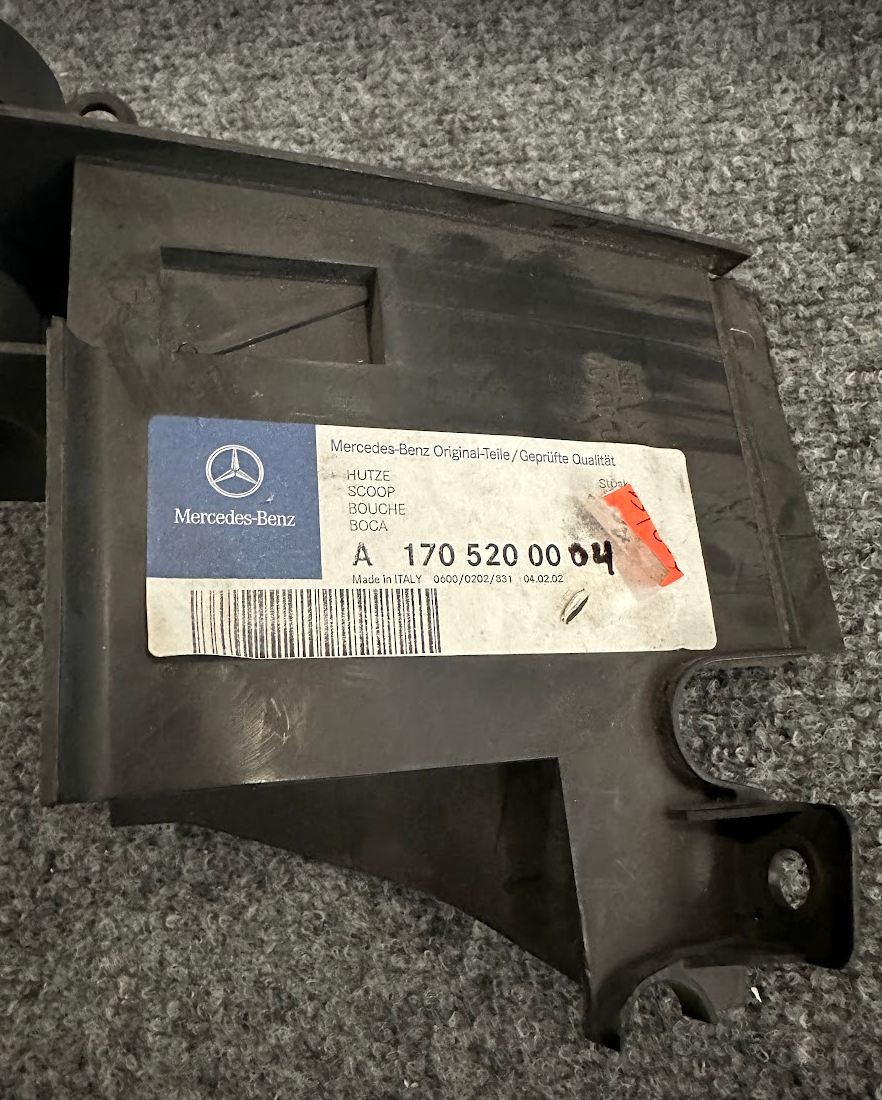 Mercedes-Benz
Mercedes-Benz Original-Teile/Geprüfte Qualität
HUTZE
SCOOP
BOUCHE
BOCA
A 170 520 00 04
Made in ITALY 0600/0202/831 04.02.02